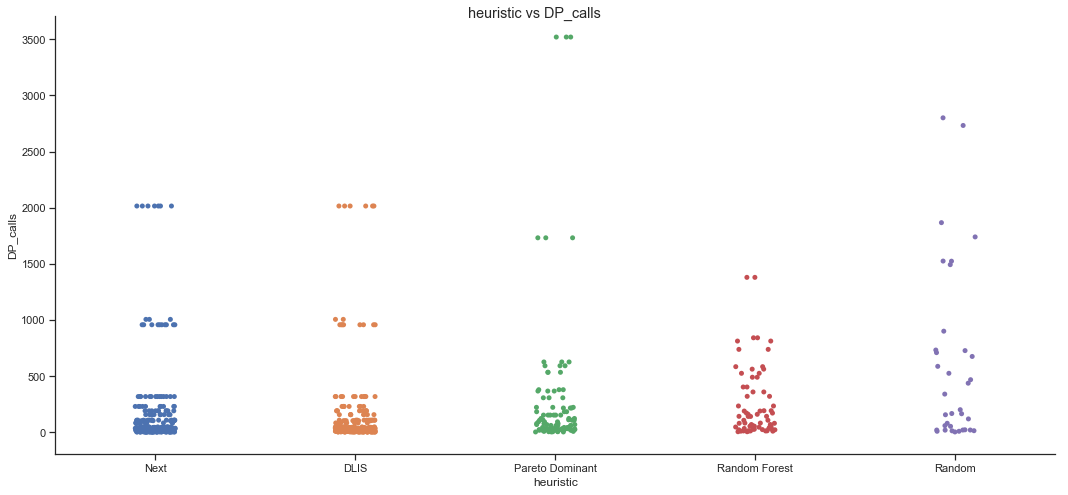 heuristic vs DP_calls
3500
3000
2500
2000
1500
1000
500
0
DP_calls
Next DLIS Pareto Dominant Random Forest Random
heuristic